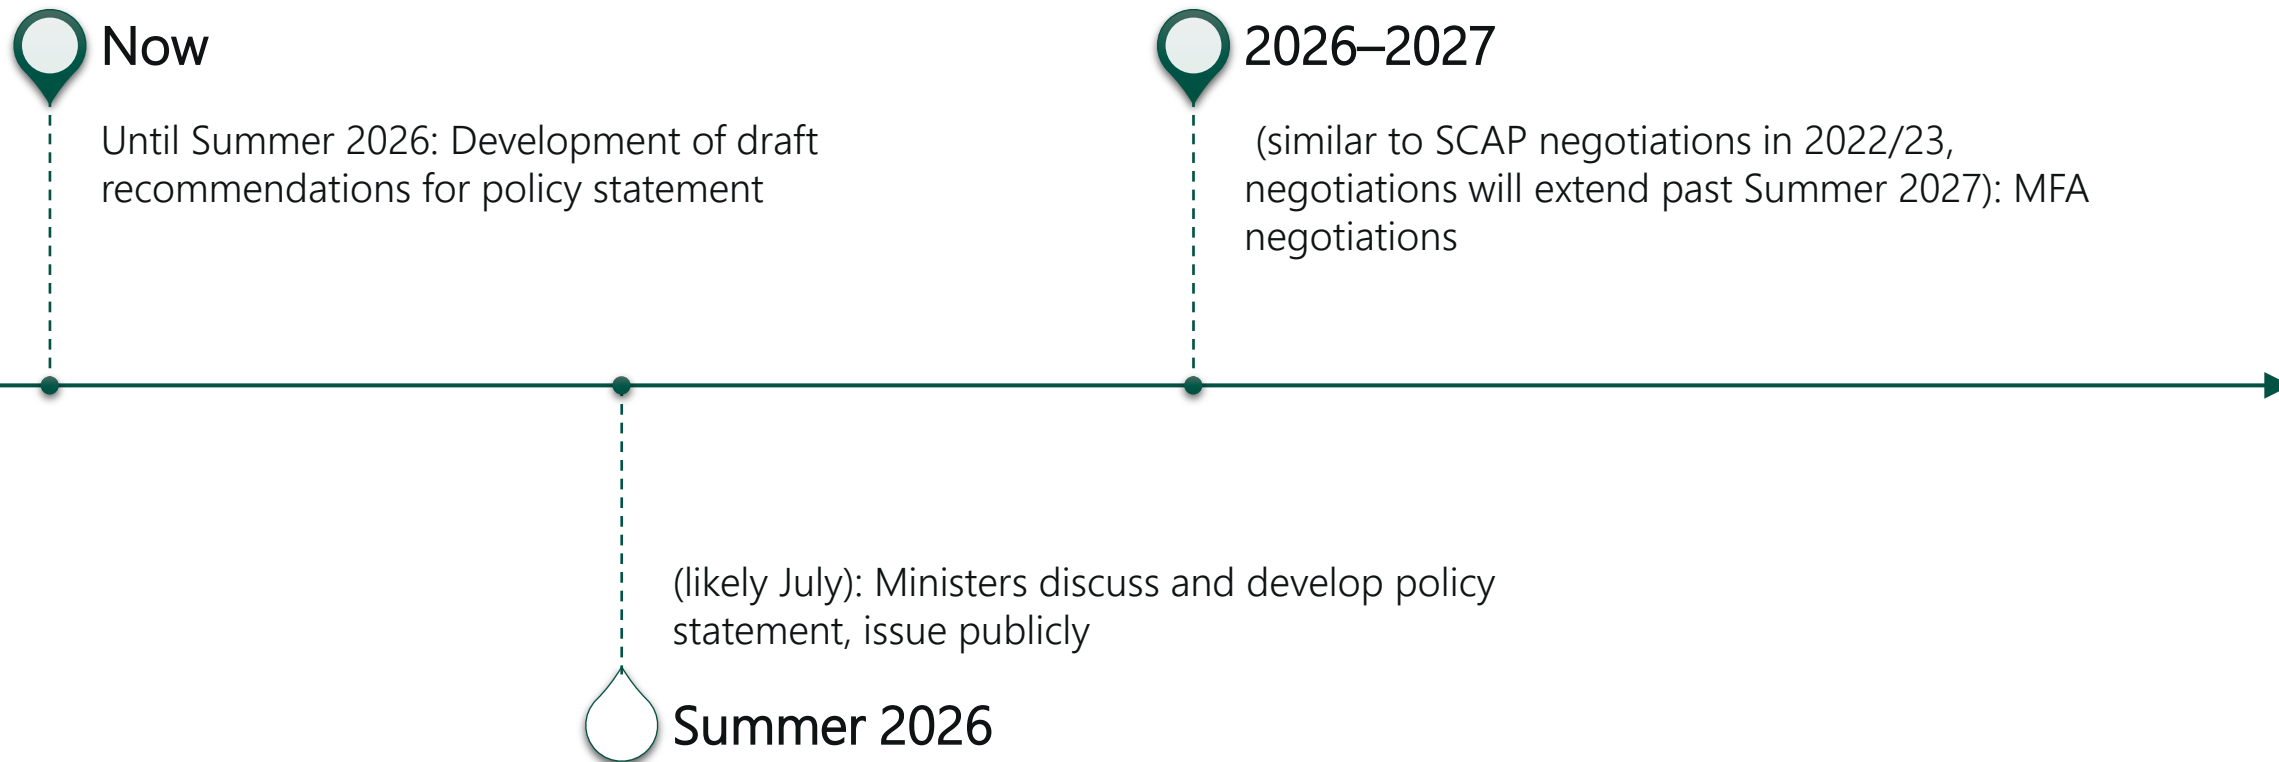 Now
Until Summer 2026: Development of draft
recommendations for policy statement
2026–2027
(similar to SCAP negotiations in 2022/23,
negotiations will extend past Summer 2027): MFA
negotiations
(likely July): Ministers discuss and develop policy
statement, issue publicly
Summer 2026